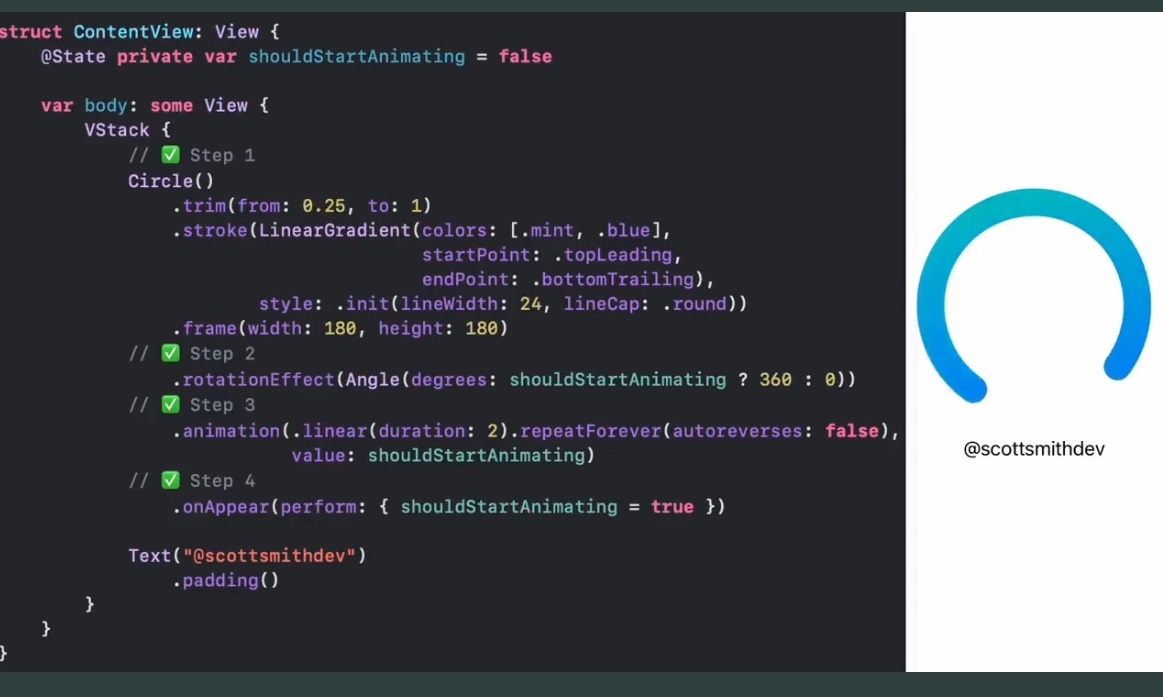 struct ContentView: View {
    @State private var shouldStartAnimating = false

    var body: some View {
        VStack {
            // ✅ Step 1
            Circle()
                .trim(from: 0.25, to: 1)
                .stroke(LinearGradient(colors: [.mint, .blue],
                                       startPoint: .topLeading,
                                       endPoint: .bottomTrailing),
                        style: .init(lineWidth: 24, lineCap: .round))
                .frame(width: 180, height: 180)
            // ✅ Step 2
                .rotationEffect(Angle(degrees: shouldStartAnimating ? 360 : 0))
            // ✅ Step 3
                .animation(.linear(duration: 2).repeatForever(autoreverses: false),
                           value: shouldStartAnimating)
            // ✅ Step 4
                .onAppear(perform: { shouldStartAnimating = true })

            Text("@scottsmithdev")
                .padding()
        }
    }
}
@scottsmithdev